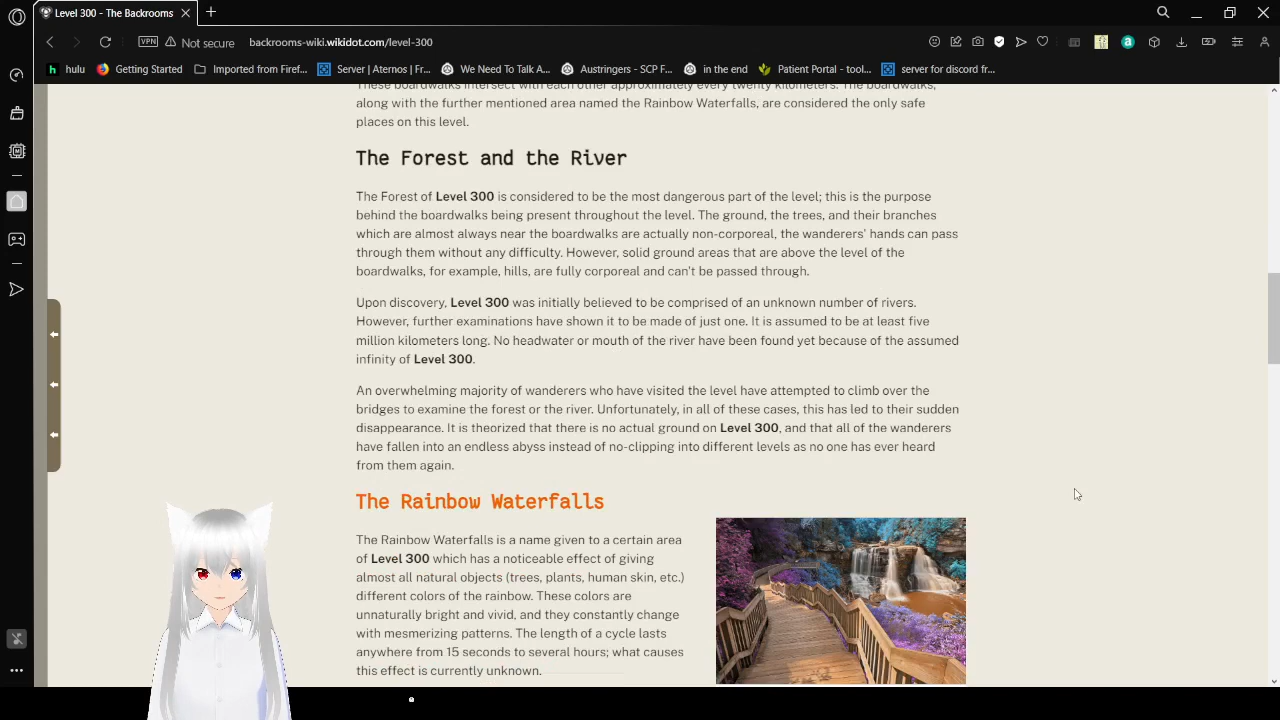 Level 300 - The Backrooms
VPN
Not secure
backrooms-wiki.wikidot.com/level-300
hulu
Getting Started
Imported from Firef...
Server | Aternos | Fr...
We Need To Talk A...
Austringers - SCP F...
in the end
Patient Portal - tool...
server for discord fr...
These boardwalks intersect with each other approximately every twenty kilometers. The boardwalks,
along with the further mentioned area named the Rainbow Waterfalls, are considered the only safe
places on this level.
The Forest and the River
The Forest of Level 300 is considered to be the most dangerous part of the level; this is the purpose
behind the boardwalks being present throughout the level. The ground, the trees, and their branches
which are almost always near the boardwalks are actually non-corporeal, the wanderers' hands can pass
through them without any difficulty. However, solid ground areas that are above the level of the
boardwalks, for example, hills, are fully corporeal and can't be passed through.
Upon discovery, Level 300 was initially believed to be comprised of an unknown number of rivers.
However, further examinations have shown it to be made of just one. It is assumed to be at least five
million kilometers long. No headwater or mouth of the river have been found yet because of the assumed
infinity of Level 300.
An overwhelming majority of wanderers who have visited the level have attempted to climb over the
bridges to examine the forest or the river. Unfortunately, in all of these cases, this has led to their sudden
disappearance. It is theorized that there is no actual ground on Level 300, and that all of the wanderers
have fallen into an endless abyss instead of no-clipping into different levels as no one has ever heard
from them again.
The Rainbow Waterfalls
The Rainbow Waterfalls is a name given to a certain area
of Level 300 which has a noticeable effect of giving
almost all natural objects (trees, plants, human skin, etc.)
different colors of the rainbow. These colors are
unnaturally bright and vivid, and they constantly change
with mesmerizing patterns. The length of a cycle lasts
anywhere from 15 seconds to several hours; what causes
this effect is currently unknown.